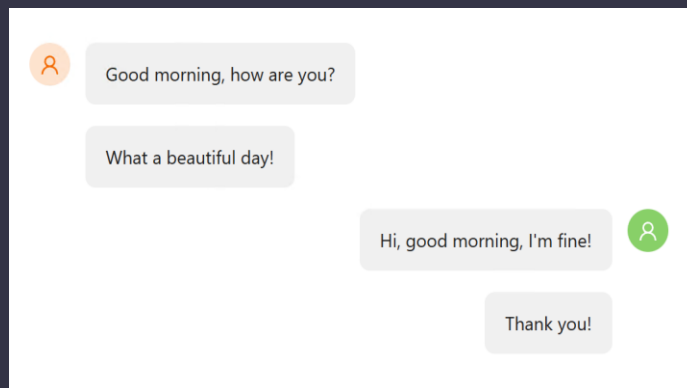 Good morning, how are you?
What a beautiful day!
Hi, good morning, I'm fine!
Thank you!